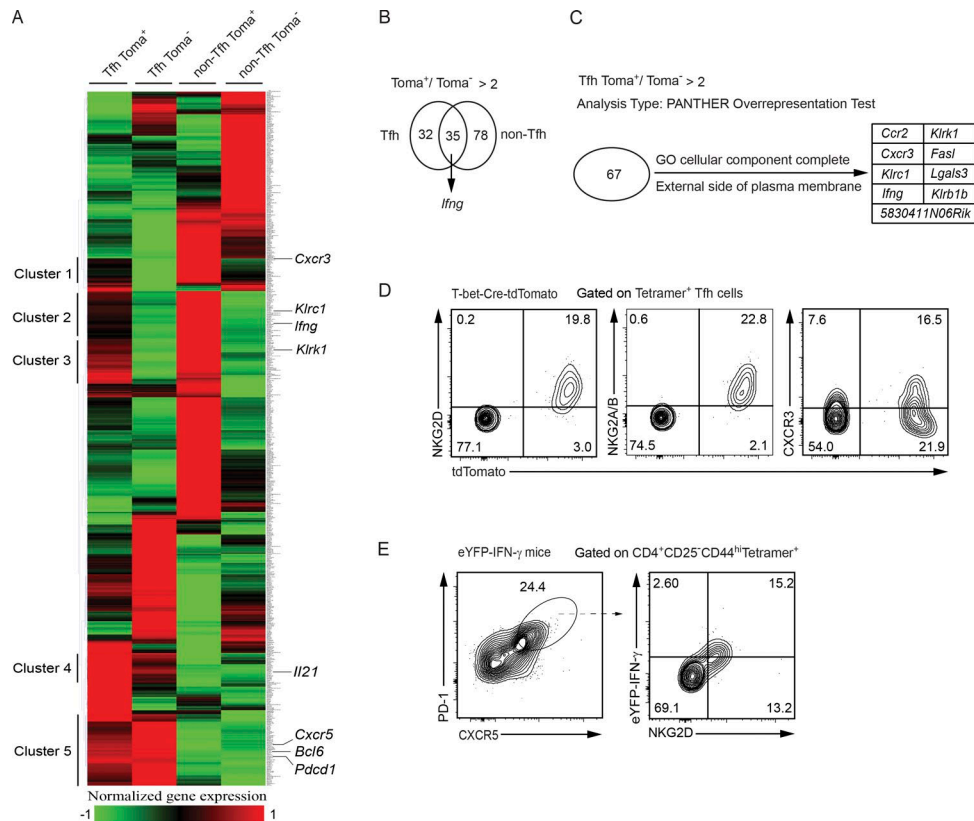 A
Tfh Toma+
Tfh Toma-
non-Tfh Toma+
non-Tfh Toma-
Cluster 1
Cluster 2
Cluster 3
Cluster 4
Cluster 5
Cxcr3
Klrc1
Ifng
Klrk1
Il21
Cxcr5
Bcl6
Pdcd1
Normalized gene expression
-1 1
B
Toma+/ Toma- > 2
Tfh 32 35 78 non-Tfh
Ifng
C
Tfh Toma+/ Toma- > 2
Analysis Type: PANTHER Overrepresentation Test
67
GO cellular component complete
External side of plasma membrane
Ccr2 Klrk1
Cxcr3 Fasl
Klrc1 Lgals3
Ifng Klrb1b
5830411N06Rik
D
T-bet-Cre-tdTomato Gated on Tetramer+ Tfh cells
NKG2D
0.2 19.8
77.1 3.0
NKG2A/B
0.6 22.8
74.5 2.1
CXCR3
7.6 16.5
54.0 21.9
tdTomato
E
eYFP-IFN-γ mice Gated on CD4+CD25-CD44hiTetramer+
24.4
PD-1
CXCR5
eYFP-IFN-γ
2.60 15.2
69.1 13.2
NKG2D